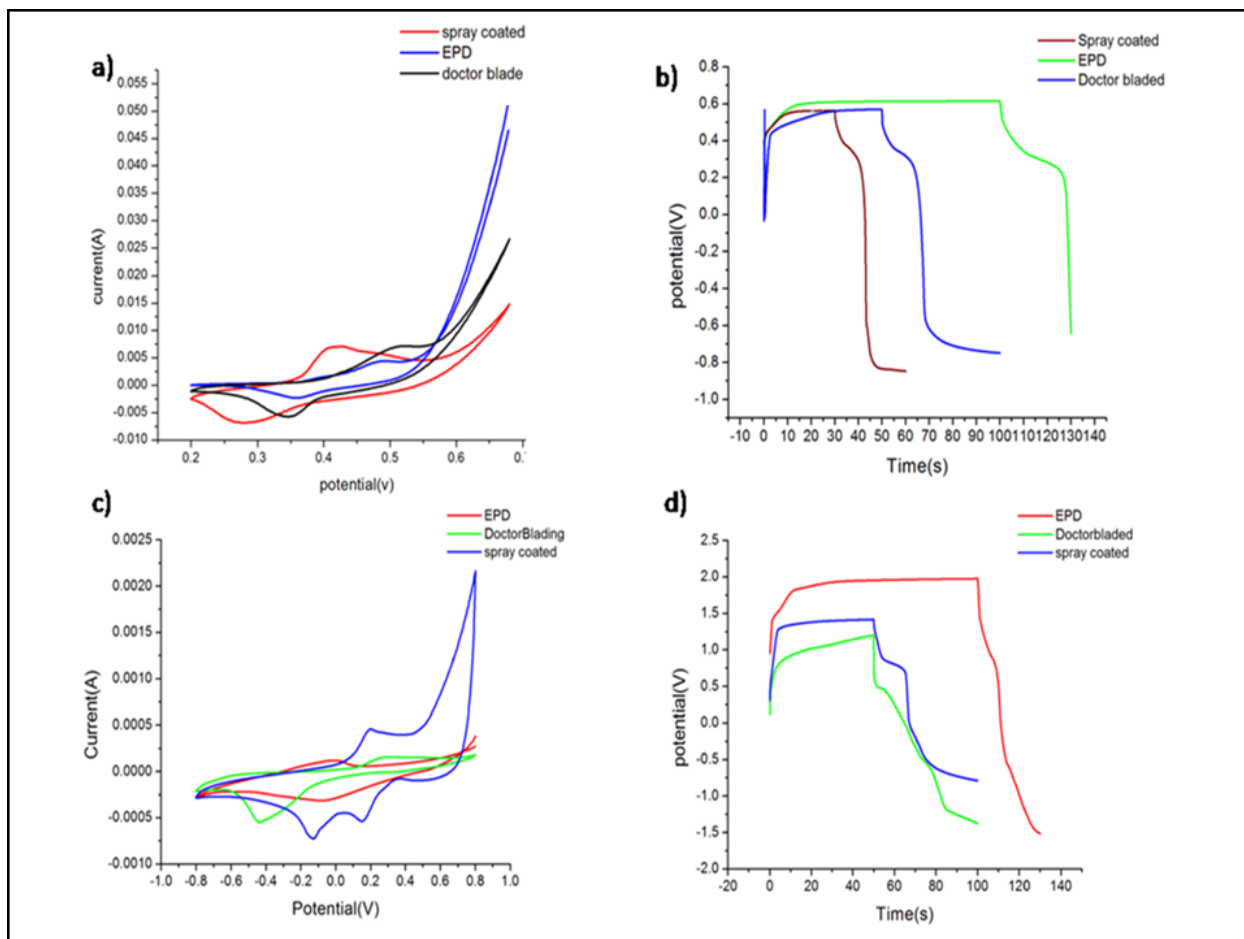 a)
spray coated
EPD
doctor blade
0.055
0.050
0.045
0.040
0.035
0.030
0.025
0.020
0.015
0.010
0.005
0.000
-0.005
-0.010
current(A)
0.2 0.3 0.4 0.5 0.6 0.
potential(v)
b)
Spray coated
EPD
Doctor bladed
0.8
0.6
0.4
0.2
0.0
-0.2
-0.4
-0.6
-0.8
-1.0
potential(V)
-10 0 10 20 30 40 50 60 70 80 90 100 110 120 130 140
Time(s)
c)
EPD
DoctorBlading
spray coated
0.0025
0.0020
0.0015
0.0010
0.0005
0.0000
-0.0005
-0.0010
Current(A)
-1.0 -0.8 -0.6 -0.4 -0.2 0.0 0.2 0.4 0.6 0.8 1.0
Potential(V)
d)
EPD
Doctorbladed
spray coated
2.5
2.0
1.5
1.0
0.5
0.0
-0.5
-1.0
-1.5
-2.0
potential(V)
-20 0 20 40 60 80 100 120 140
Time(s)